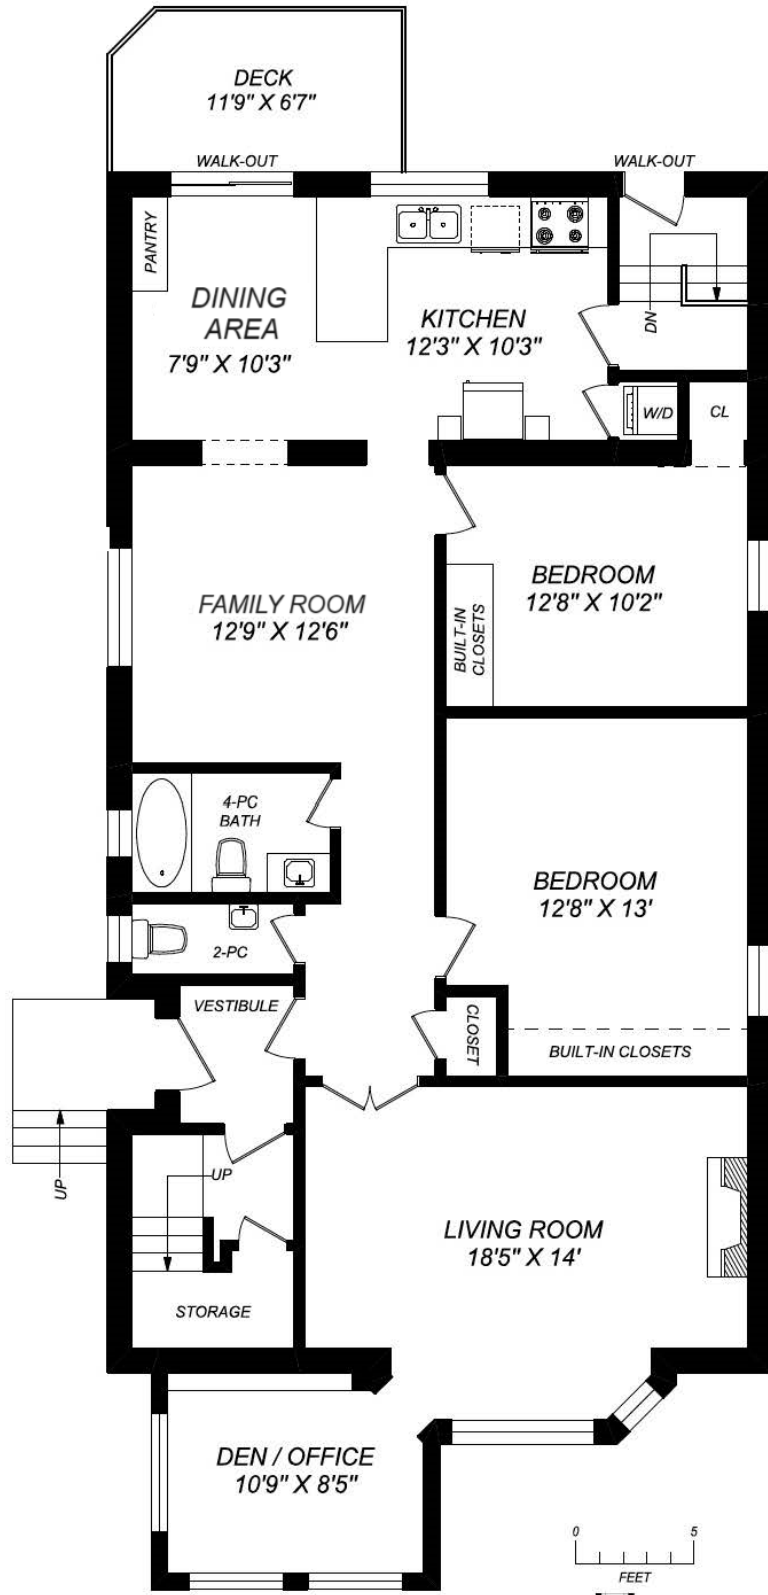 DECK
11'9" X 6'7"
WALK-OUT
WALK-OUT
PANTRY
DINING
AREA
7'9" X 10'3"
KITCHEN
12'3" X 10'3"
DN
W/D
CL
FAMILY ROOM
12'9" X 12'6"
BEDROOM
12'8" X 10'2"
BUILT-IN
CLOSETS
4-PC
BATH
BEDROOM
12'8" X 13'
2-PC
VESTIBULE
CLOSET
BUILT-IN CLOSETS
UP
UP
LIVING ROOM
18'5" X 14'
STORAGE
DEN / OFFICE
10'9" X 8'5"
0 5
FEET